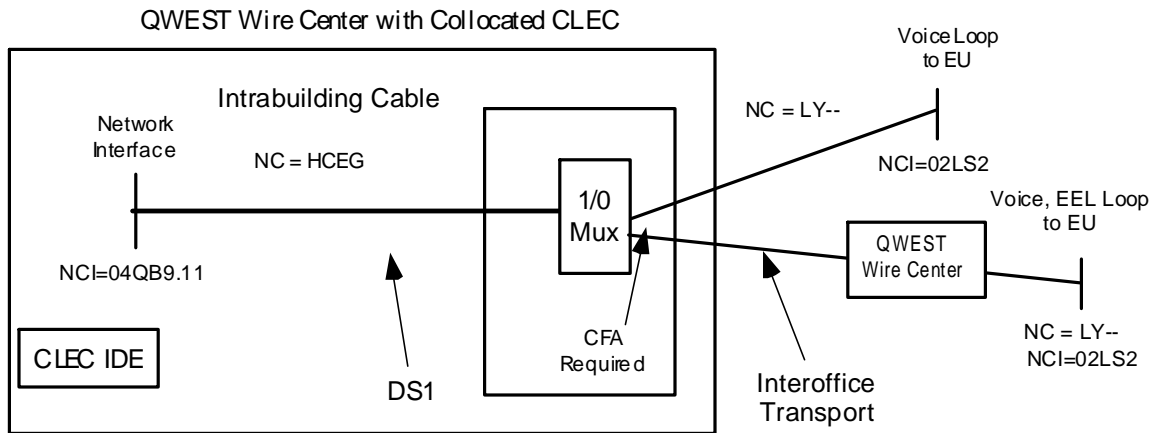 QWEST Wire Center with Collocated CLEC
Voice Loop
to EU
Intrabuilding Cable
NC = LY--
Network
Interface
NC = HCEG
NCI=02LS2
1/0
Mux
Voice, EEL Loop
to EU
QWEST
Wire Center
NCI=04QB9.11
CFA
Required
NC = LY--
NCI=02LS2
CLEC IDE
DS1
Interoffice
Transport